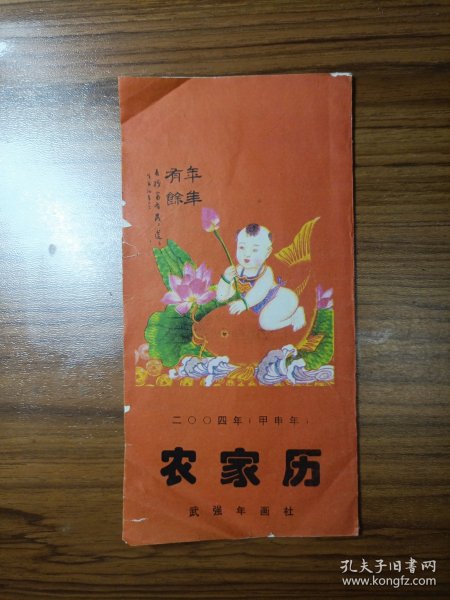 年年
有餘
二〇〇四年(甲申年)
农家历
武强年画社
孔夫子旧书网
www.kongfz.com